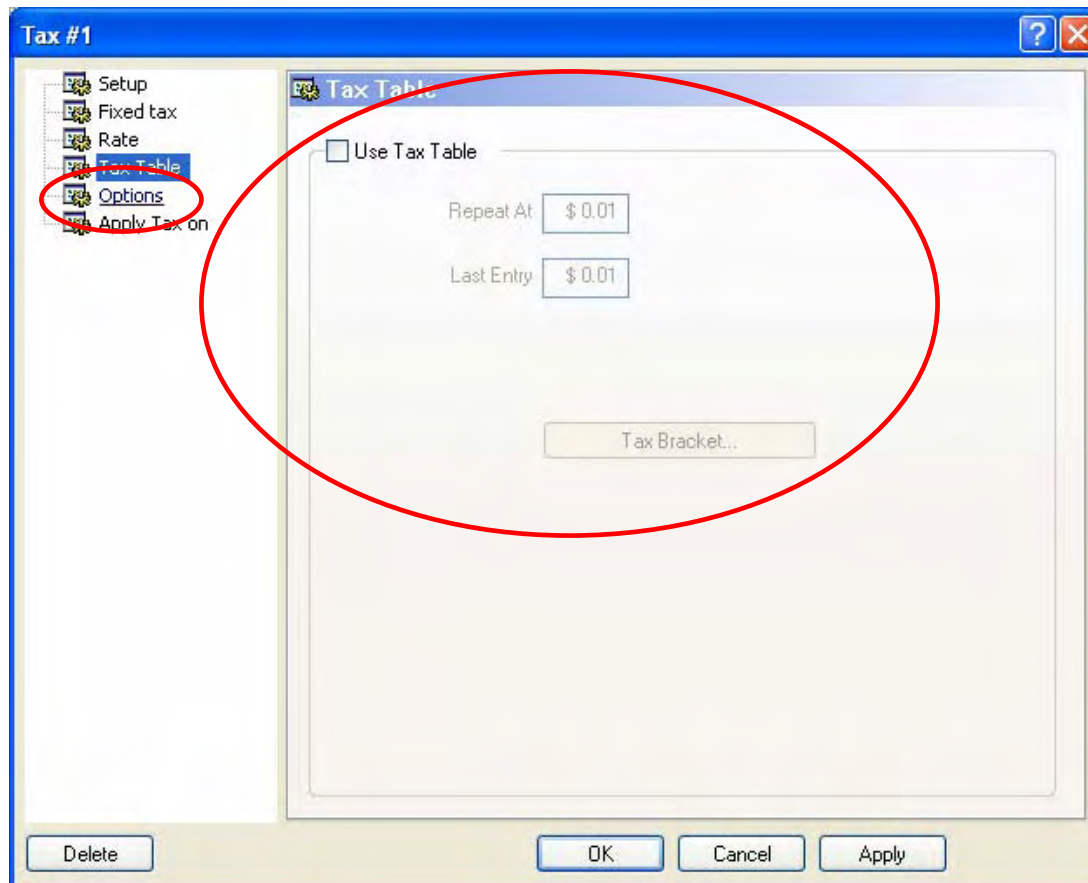 Tax #1
Setup
Fixed tax
Rate
Tax Table
Options
Apply Tax on
Tax Table
Use Tax Table
Repeat At $ 0.01
Last Entry $ 0.01
Tax Bracket...
Delete OK Cancel Apply